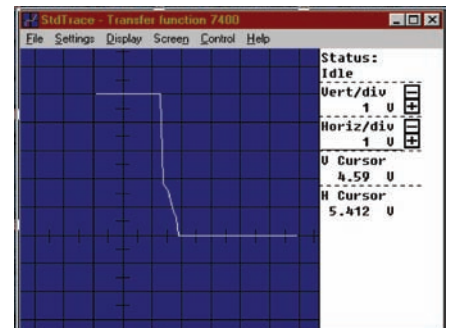 StdTrace - Transfer function 7400
File Settings Display Screen Control Help
Status:
Idle
Vert/div
1 V
Horiz/div
1 V
V Cursor
4.59 V
H Cursor
5.412 V